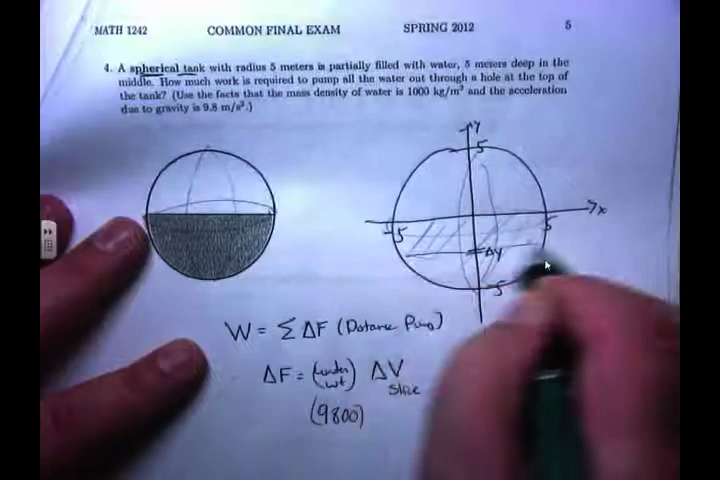 MATH 1242 COMMON FINAL EXAM SPRING 2012 5
4. A spherical tank with radius 5 meters is partially filled with water, 5 meters deep in the
middle. How much work is required to pump all the water out through a hole at the top of
the tank? (Use the facts that the mass density of water is 1000 kg/m³ and the acceleration
due to gravity is 9.8 m/s².)
Y
5
X
-5 5
ΔY
-5
W = Σ ΔF (Distance Pump)
ΔF = (water wt) ΔV
slice
(9800)